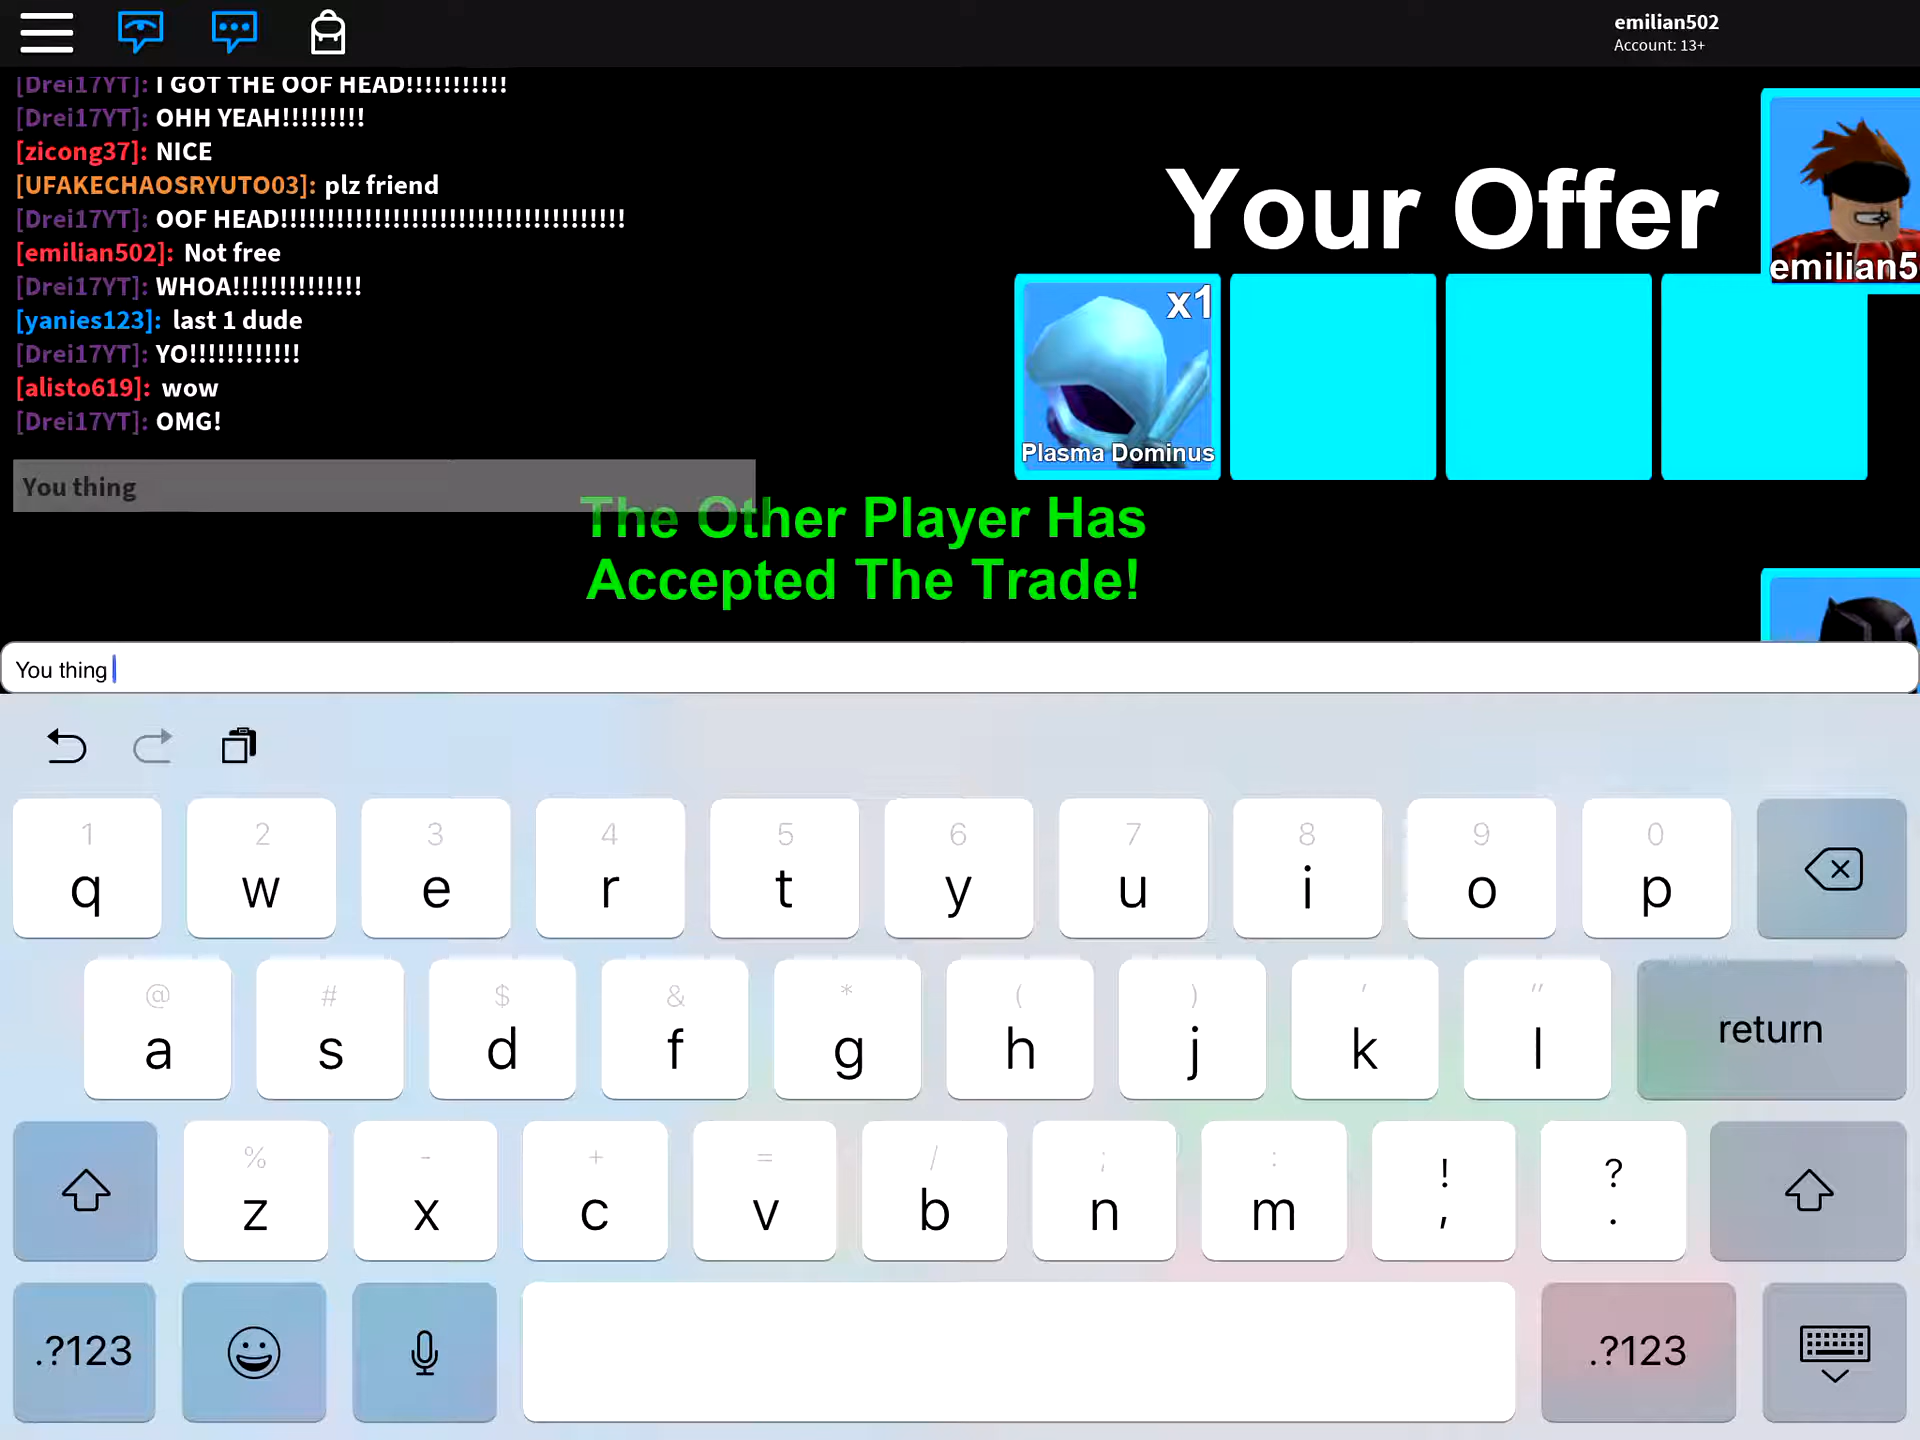 emilian502
Account: 13+
[Drei17YT]: I GOT THE OOF HEAD!!!!!!!!!!!
[Drei17YT]: OHH YEAH!!!!!!!!!
[zicong37]: NICE
[UFAKECHAOSRYUTO03]: plz friend
[Drei17YT]: OOF HEAD!!!!!!!!!!!!!!!!!!!!!!!!!!!!!!!!!!!!
[emilian502]: Not free
[Drei17YT]: WHOA!!!!!!!!!!!!!!
[yanies123]: last 1 dude
[Drei17YT]: YO!!!!!!!!!!!!
[alisto619]: wow
[Drei17YT]: OMG!
You thing
Your Offer
emilian5
x1
Plasma Dominus
The Other Player Has
Accepted The Trade!
You thing
1 2 3 4 5 6 7 8 9 0
q w e r t y u i o p
@ # $ & * ( ) ' "
a s d f g h j k l return
% - + = / ; : ! ?
z x c v b n m , .
.?123 .?123